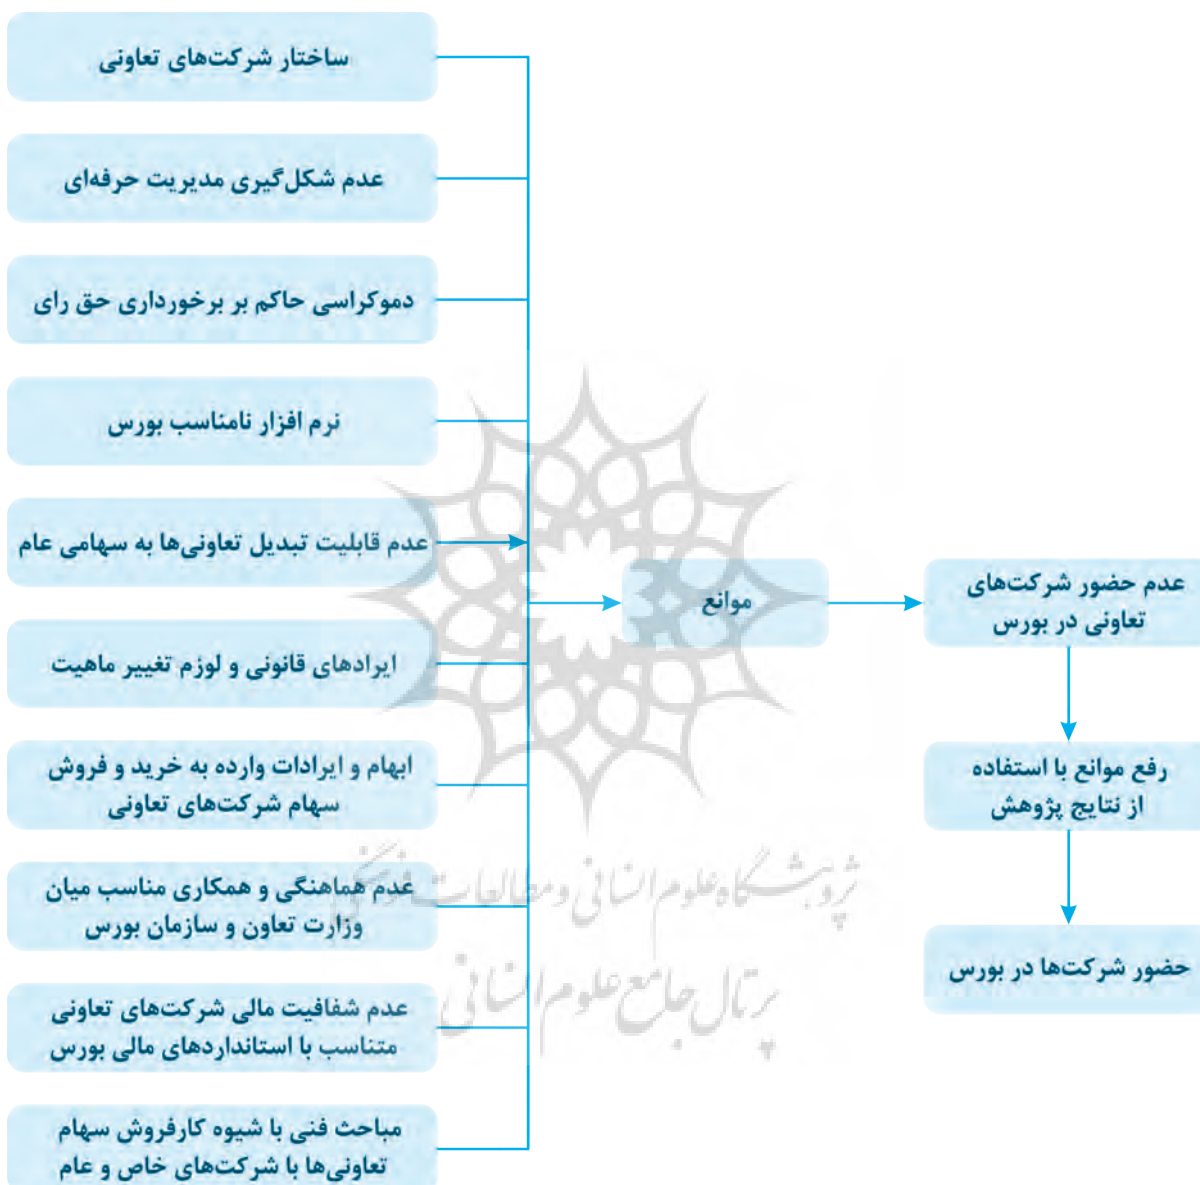 ساختار شرکت‌های تعاونی
عدم شکل‌گیری مدیریت حرفه‌ای
دموکراسی حاکم بر برخورداری حق رای
نرم افزار نامناسب بورس
عدم قابلیت تبدیل تعاونی‌ها به سهامی عام
ایرادهای قانونی و لوزم تغییر ماهیت
ابهام و ایرادات وارده به خرید و فروش
سهام شرکت‌های تعاونی
عدم هماهنگی و همکاری مناسب میان
وزارت تعاون و سازمان بورس
عدم شفافیت مالی شرکت‌های تعاونی
متناسب با استانداردهای مالی بورس
مباحث فنی با شیوه کارفروش سهام
تعاونی‌ها با شرکت‌های خاص و عام
موانع
عدم حضور شرکت‌های
تعاونی در بورس
رفع موانع با استفاده
از نتایج پژوهش
حضور شرکت‌ها در بورس
پژوهشگاه علوم انسانی و مطالعات فرهنگی
پرتال جامع علوم انسانی